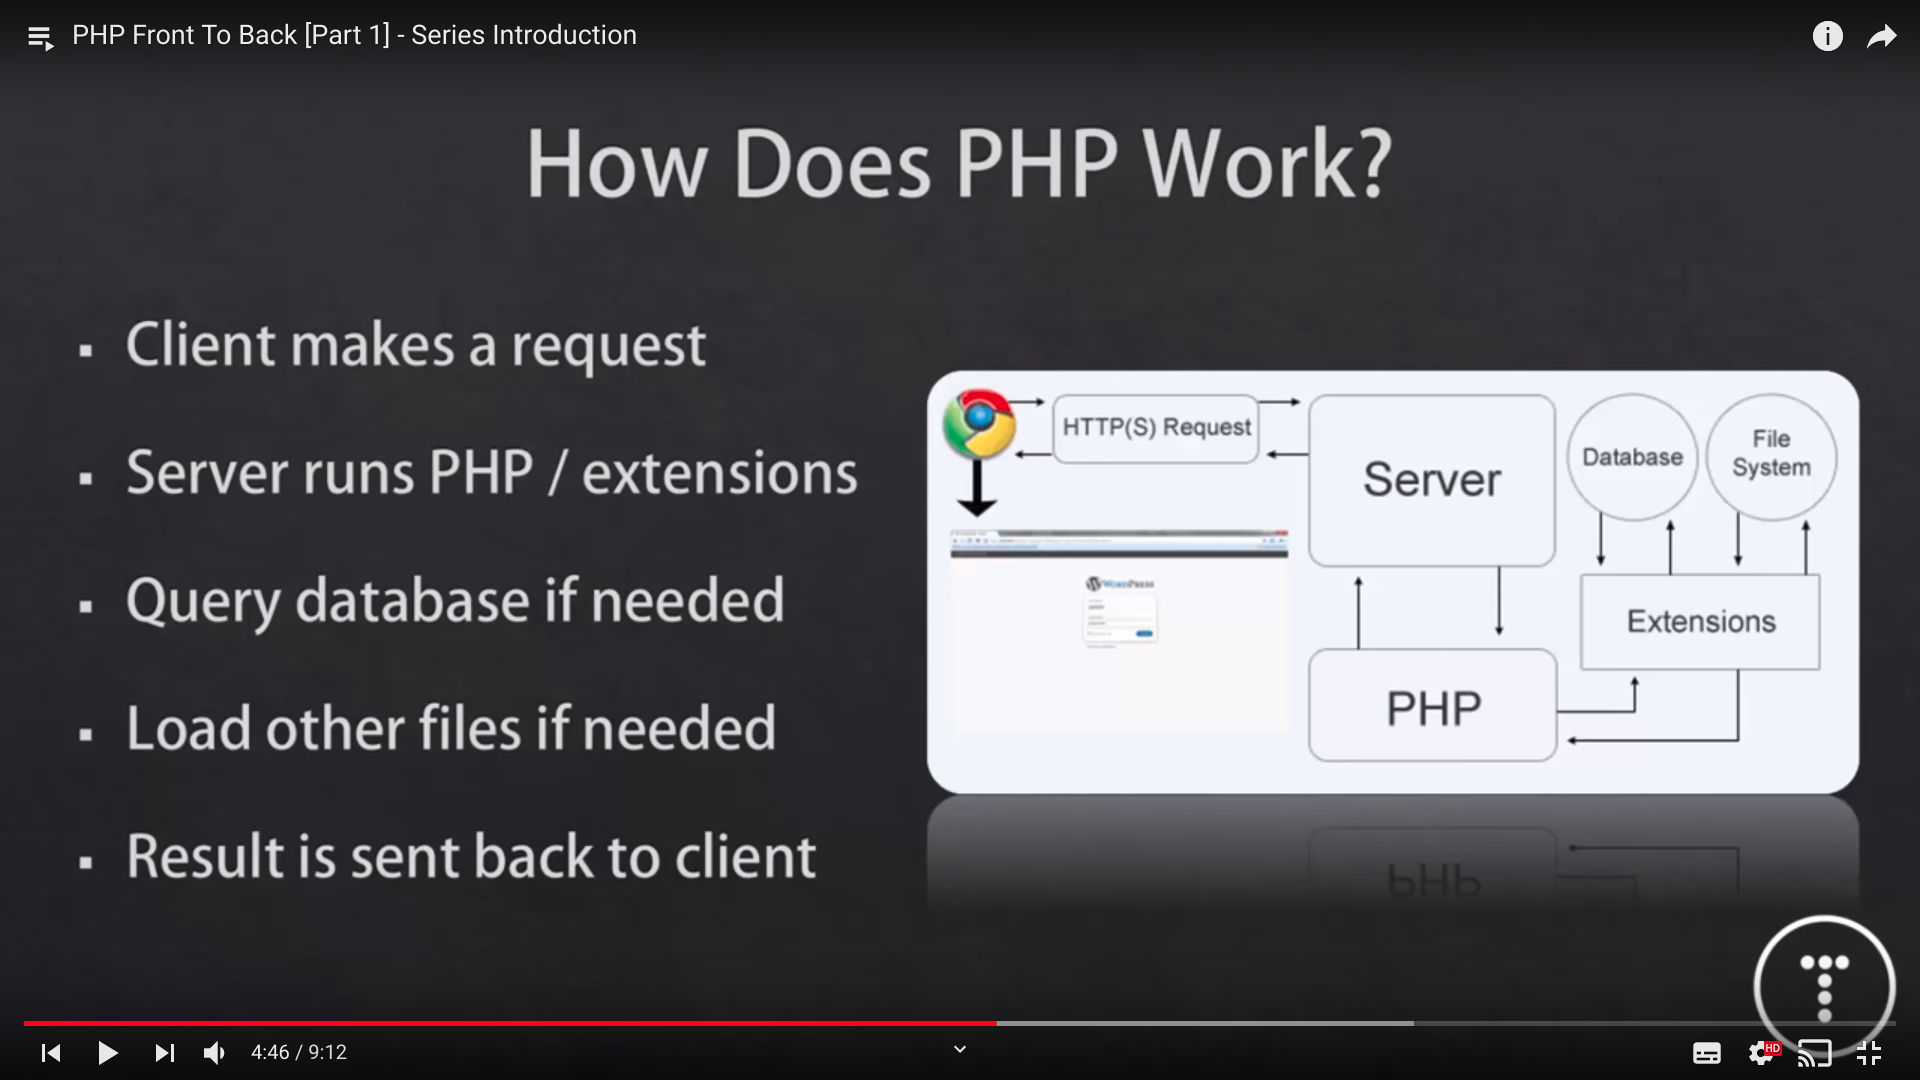 PHP Front To Back [Part 1] - Series Introduction
How Does PHP Work?
Client makes a request
Server runs PHP / extensions
Query database if needed
Load other files if needed
Result is sent back to client
HTTP(S) Request
Server
Database
File
System
WordPress
Extensions
PHP
PHP
4:46 / 9:12
HD